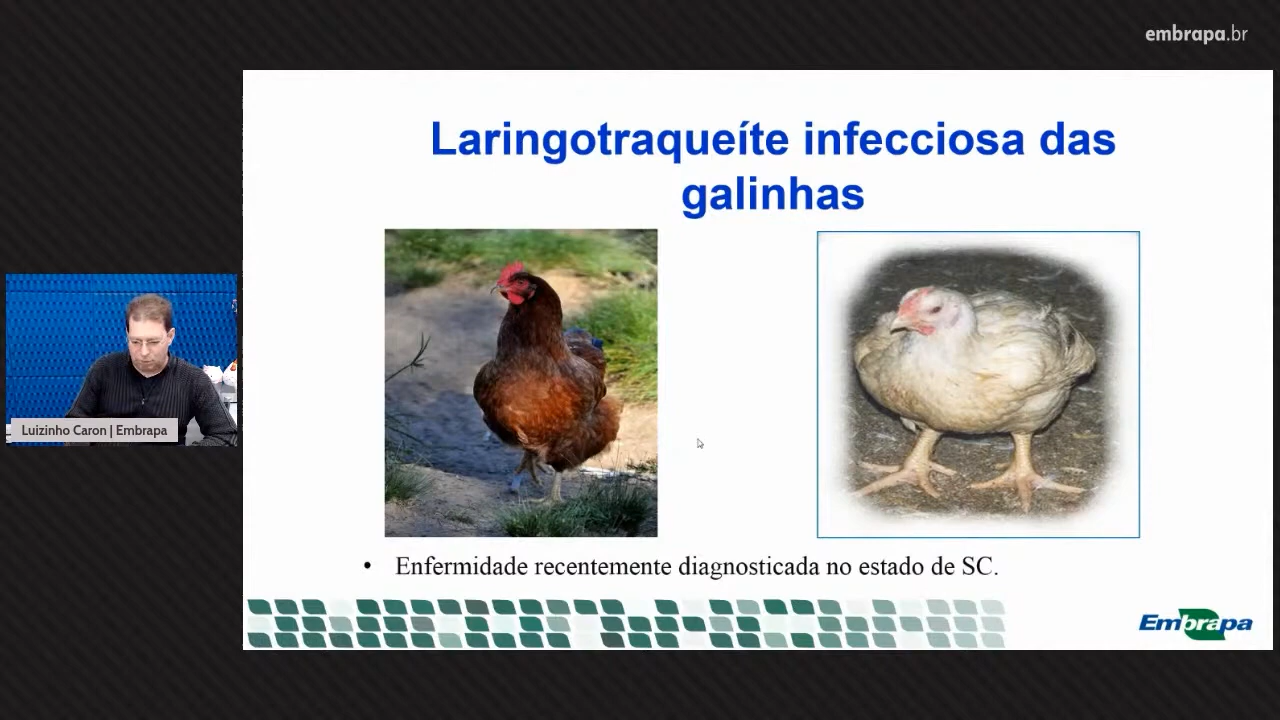 embrapa.br
Laringotraqueíte infecciosa das
galinhas
Luizinho Caron | Embrapa
• Enfermidade recentemente diagnosticada no estado de SC.
Embrapa